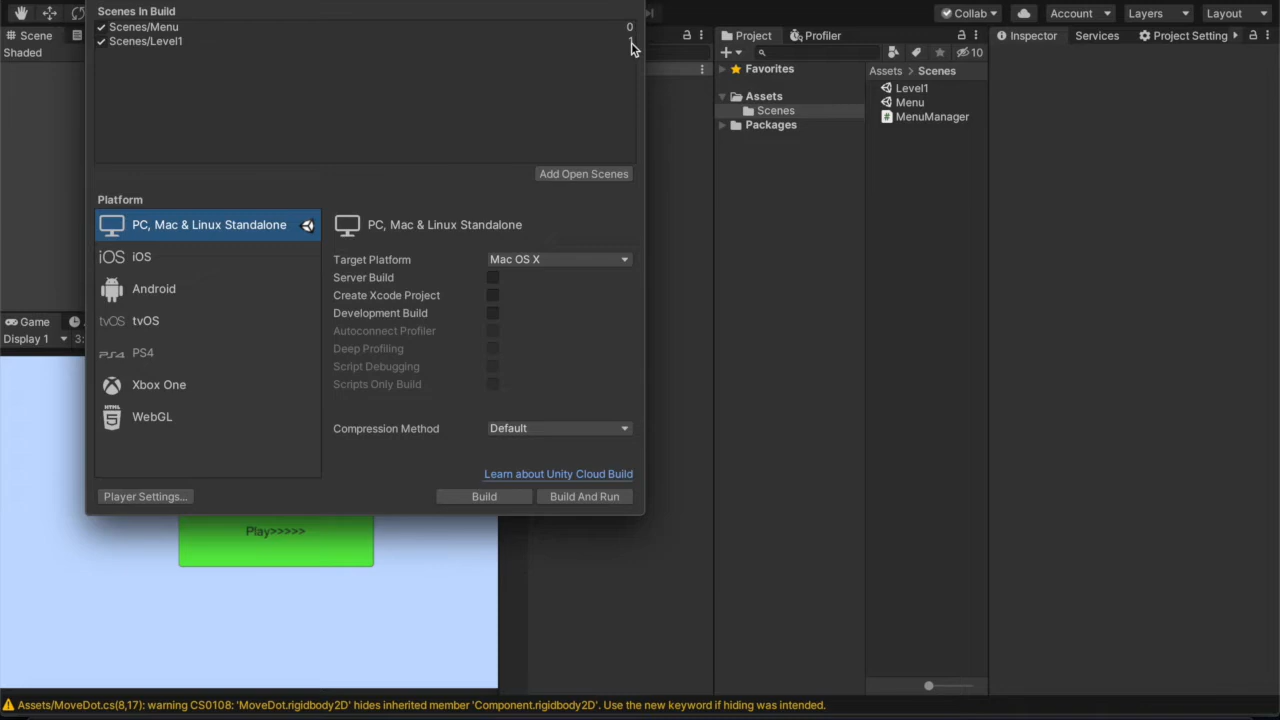 Scenes In Build
Scenes/Menu 0
Scenes/Level1
Add Open Scenes
Platform
PC, Mac & Linux Standalone
iOS iOS
Android
tvOS tvOS
PS4
Xbox One
HTML 5 WebGL
PC, Mac & Linux Standalone
Target Platform Mac OS X
Server Build
Create Xcode Project
Development Build
Autoconnect Profiler
Deep Profiling
Script Debugging
Scripts Only Build
Compression Method Default
Learn about Unity Cloud Build
Player Settings...
Build
Build And Run
Scene
Shaded
Game
Display 1 3:
Play>>>>>
Collab
Account
Layers
Layout
Project
Profiler
10
Favorites
Assets
Scenes
Packages
Assets > Scenes
Level1
Menu
# MenuManager
Inspector
Services
Project Setting
Assets/MoveDot.cs(8,17): warning CS0108: 'MoveDot.rigidbody2D' hides inherited member 'Component.rigidbody2D'. Use the new keyword if hiding was intended.